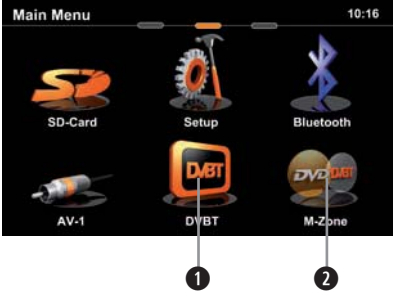 Main Menu 10:16
SD
SD-Card Setup Bluetooth
DVBT DVD DVBT
AV-1 DVBT M-Zone
1 2